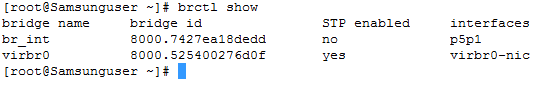 [root@Samsunguser ~]# brctl show
bridge name bridge id STP enabled interfaces
br_int 8000.7427ea18dedd no p5p1
virbr0 8000.525400276d0f yes virbr0-nic
[root@Samsunguser ~]#